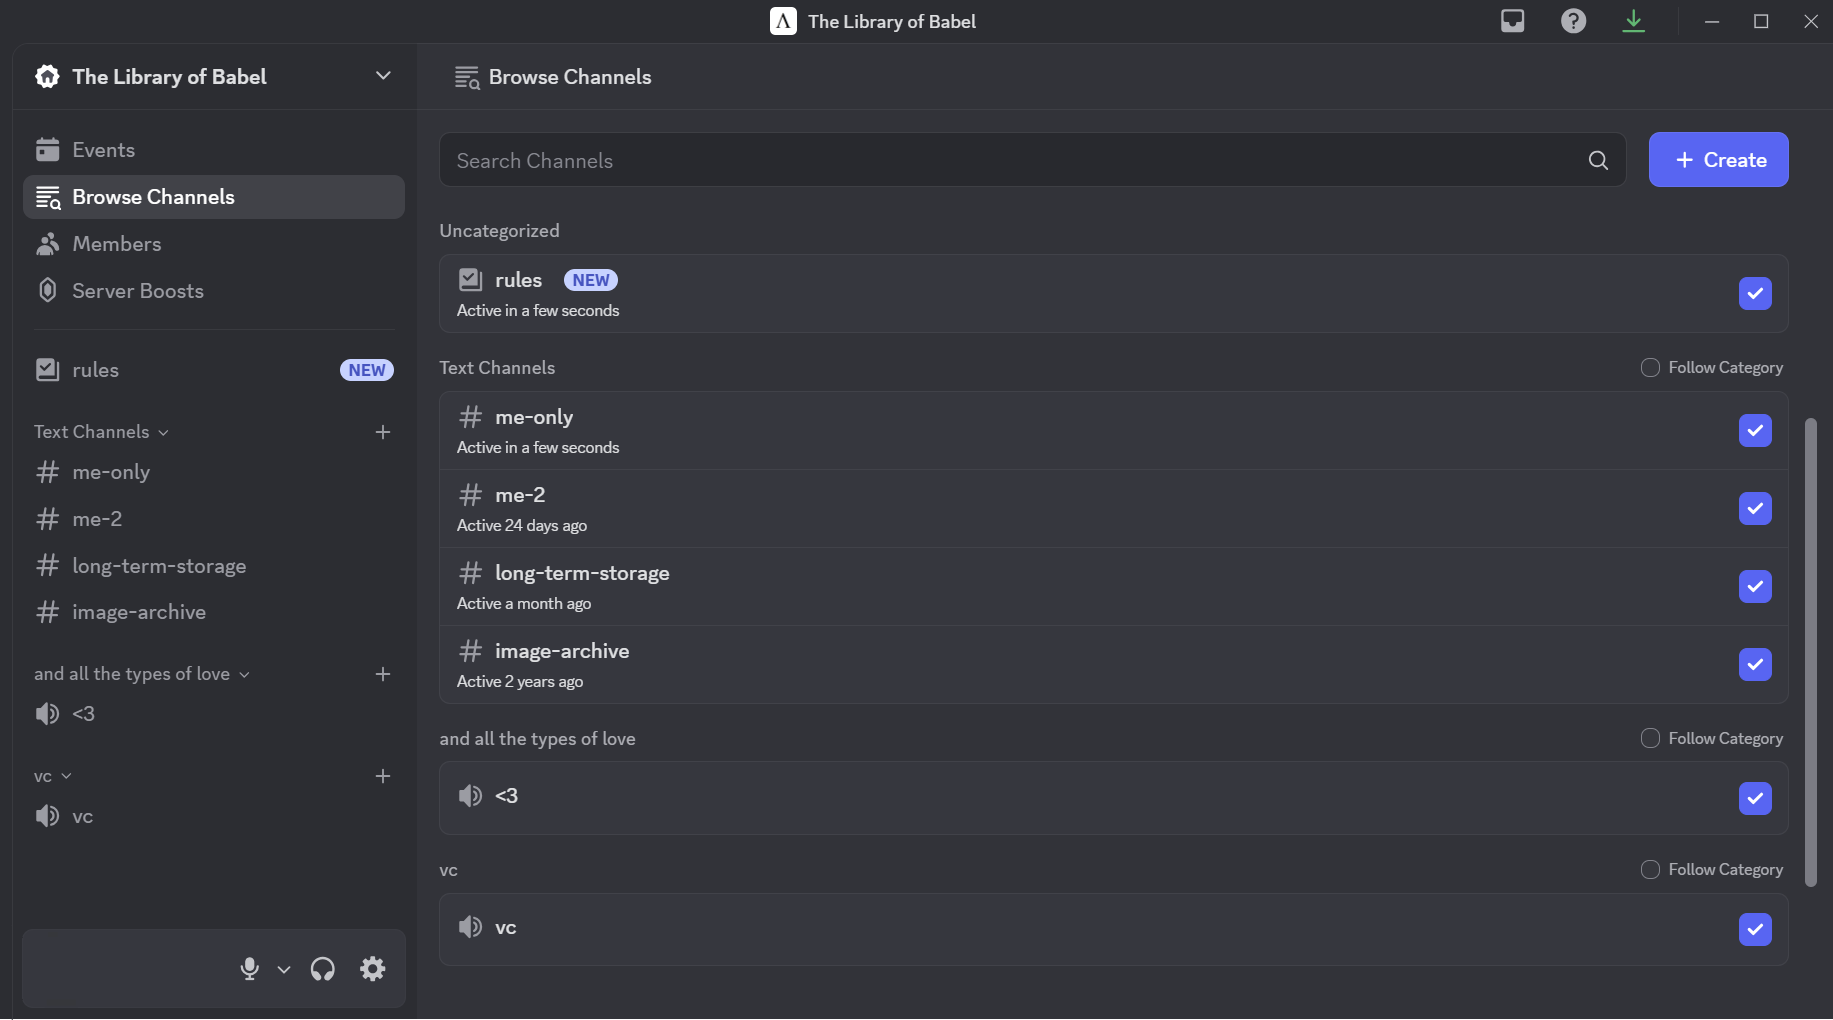 The Library of Babel
The Library of Babel
Events
Browse Channels
Members
Server Boosts
rules NEW
Text Channels
me-only
me-2
long-term-storage
image-archive
and all the types of love
<3
vc
vc
Browse Channels
Search Channels
+ Create
Uncategorized
rules NEW
Active in a few seconds
Text Channels Follow Category
me-only
Active in a few seconds
me-2
Active 24 days ago
long-term-storage
Active a month ago
image-archive
Active 2 years ago
and all the types of love Follow Category
<3
vc Follow Category
vc